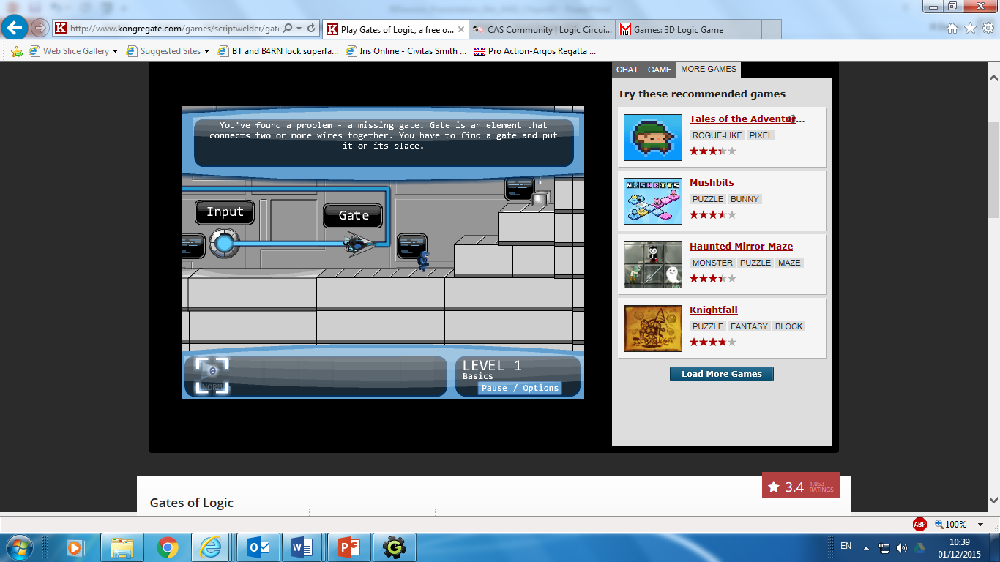 http://www.kongregate.com/games/scriptwelder/gat
Play Gates of Logic, a free o...
CAS Community | Logic Circui...
Games: 3D Logic Game
Web Slice Gallery
Suggested Sites
BT and B4RN lock superfa...
Iris Online - Civitas Smith ...
Pro Action-Argos Regatta ...
CHAT
GAME
MORE GAMES
Try these recommended games
Tales of the Adventur...
ROGUE-LIKE PIXEL
MUSHBITS
Mushbits
PUZZLE BUNNY
Haunted Mirror Maze
MONSTER PUZZLE MAZE
Knightfall
PUZZLE FANTASY BLOCK
Load More Games
You've found a problem - a missing gate. Gate is an element that
connects two or more wires together. You have to find a gate and put
it on its place.
Input
Gate
NORM
LEVEL 1
Basics
Pause / Options
3.4
1,053
RATINGS
Gates of Logic
ABP
100%
EN
10:39
01/12/2015